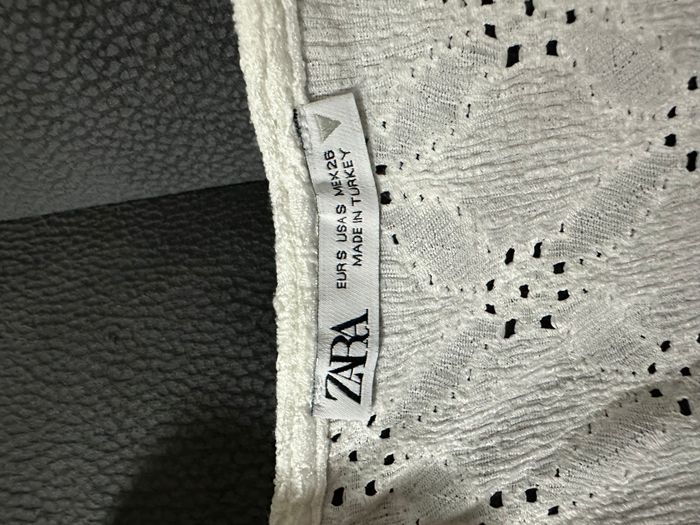 ZARA
EUR S USA S MEX 26
MADE IN TURKEY